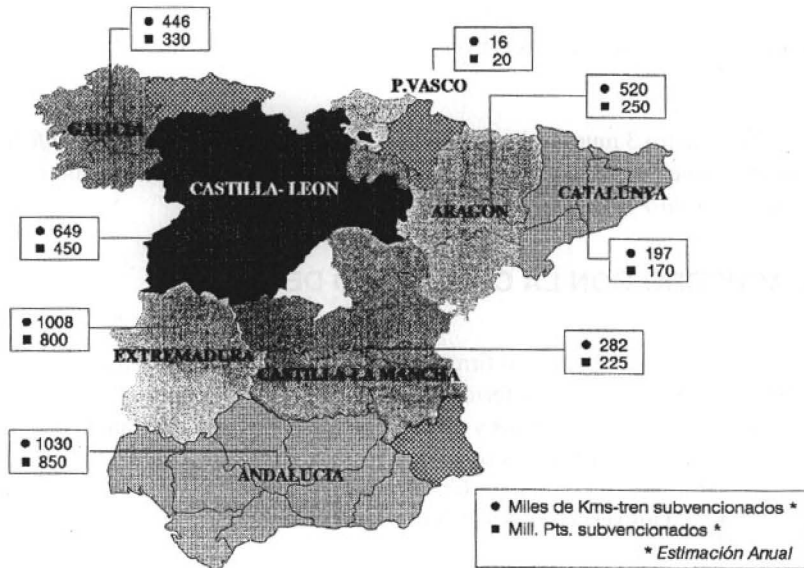 ● 446
■ 330
● 16
■ 20
P.VASCO
● 520
■ 250
GALICIA
CASTILLA- LEON
CATALUNYA
ARAGON
● 649
■ 450
● 197
■ 170
● 1008
■ 800
EXTREMADURA
● 282
■ 225
CASTILLA-LA MANCHA
● 1030
■ 850
ANDALUCIA
● Miles de Kms-tren subvencionados *
■ Mill. Pts. subvencionados *
* Estimación Anual